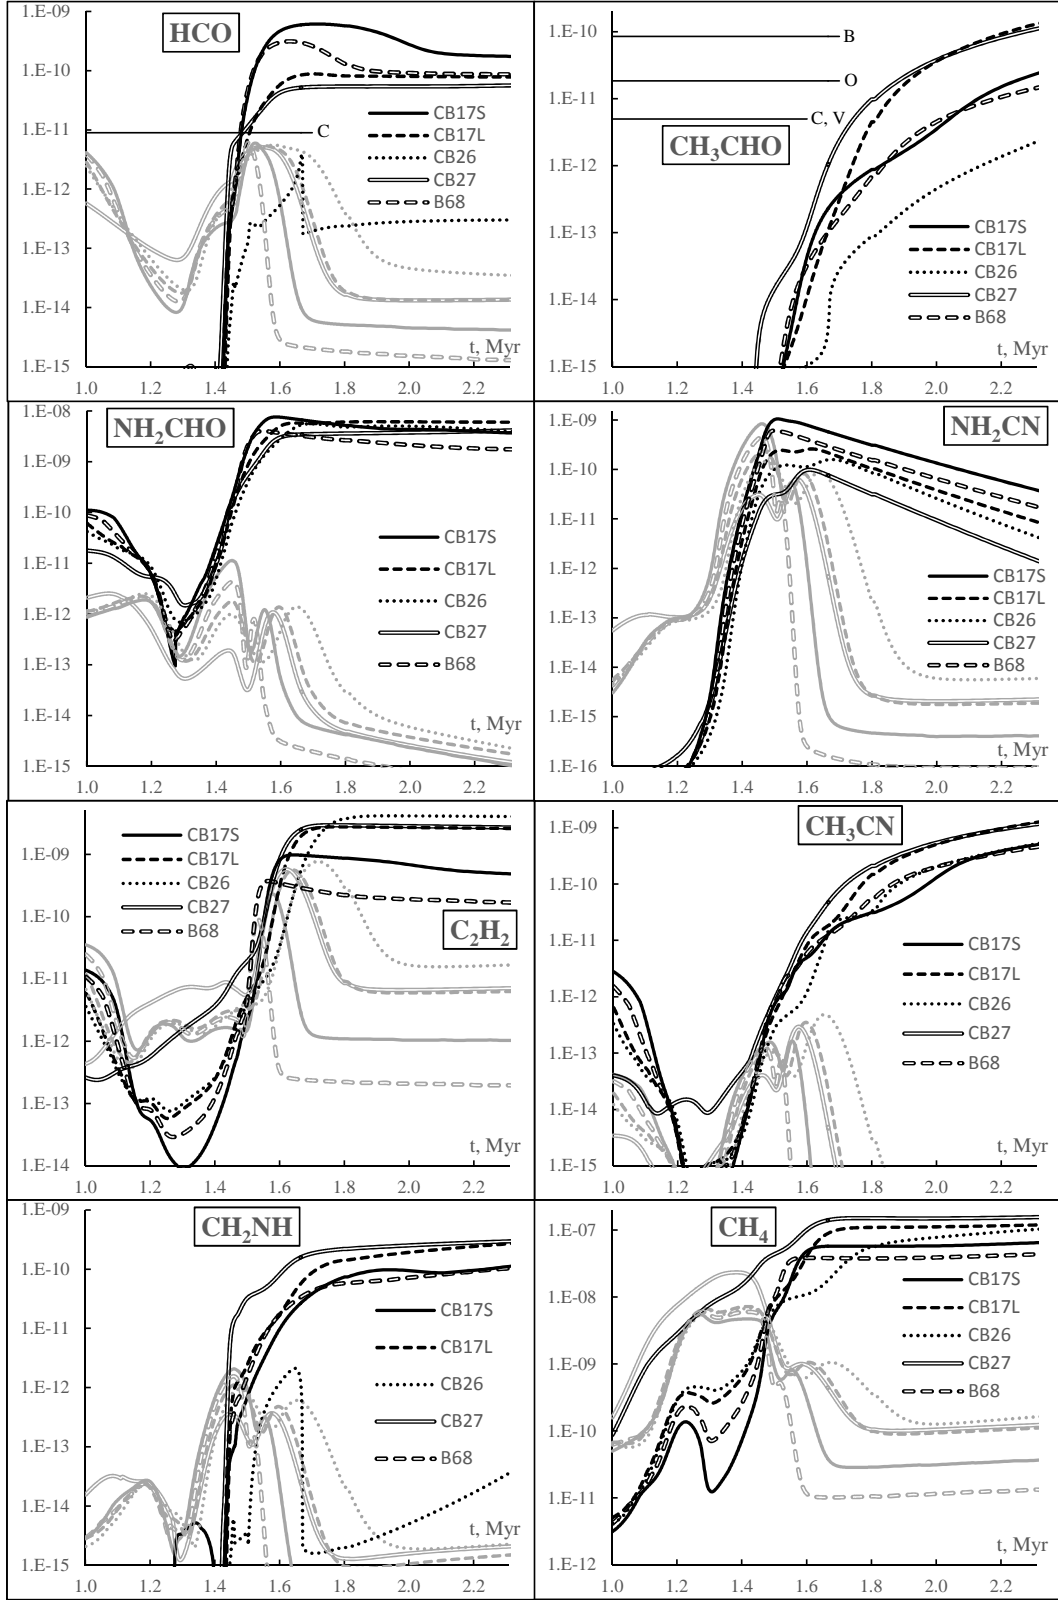 HCO
1.E-09
1.E-10
1.E-11
1.E-12
1.E-13
1.E-14
1.E-15
C
CB17S
CB17L
CB26
CB27
B68
t, Myr
1.0 1.2 1.4 1.6 1.8 2.0 2.2
CH₃CHO
1.E-10
1.E-11
1.E-12
1.E-13
1.E-14
1.E-15
B
O
C, V
CB17S
CB17L
CB26
CB27
B68
t, Myr
1.0 1.2 1.4 1.6 1.8 2.0 2.2
NH₂CHO
1.E-08
1.E-09
1.E-10
1.E-11
1.E-12
1.E-13
1.E-14
1.E-15
CB17S
CB17L
CB26
CB27
B68
t, Myr
1.0 1.2 1.4 1.6 1.8 2.0 2.2
NH₂CN
1.E-09
1.E-10
1.E-11
1.E-12
1.E-13
1.E-14
1.E-15
1.E-16
CB17S
CB17L
CB26
CB27
B68
t, Myr
1.0 1.2 1.4 1.6 1.8 2.0 2.2
C₂H₂
1.E-09
1.E-10
1.E-11
1.E-12
1.E-13
1.E-14
CB17S
CB17L
CB26
CB27
B68
t, Myr
1.0 1.2 1.4 1.6 1.8 2.0 2.2
CH₃CN
1.E-09
1.E-10
1.E-11
1.E-12
1.E-13
1.E-14
1.E-15
CB17S
CB17L
CB26
CB27
B68
t, Myr
1.0 1.2 1.4 1.6 1.8 2.0 2.2
CH₂NH
1.E-09
1.E-10
1.E-11
1.E-12
1.E-13
1.E-14
1.E-15
CB17S
CB17L
CB26
CB27
B68
t, Myr
1.0 1.2 1.4 1.6 1.8 2.0 2.2
CH₄
1.E-07
1.E-08
1.E-09
1.E-10
1.E-11
1.E-12
CB17S
CB17L
CB26
CB27
B68
t, Myr
1.0 1.2 1.4 1.6 1.8 2.0 2.2